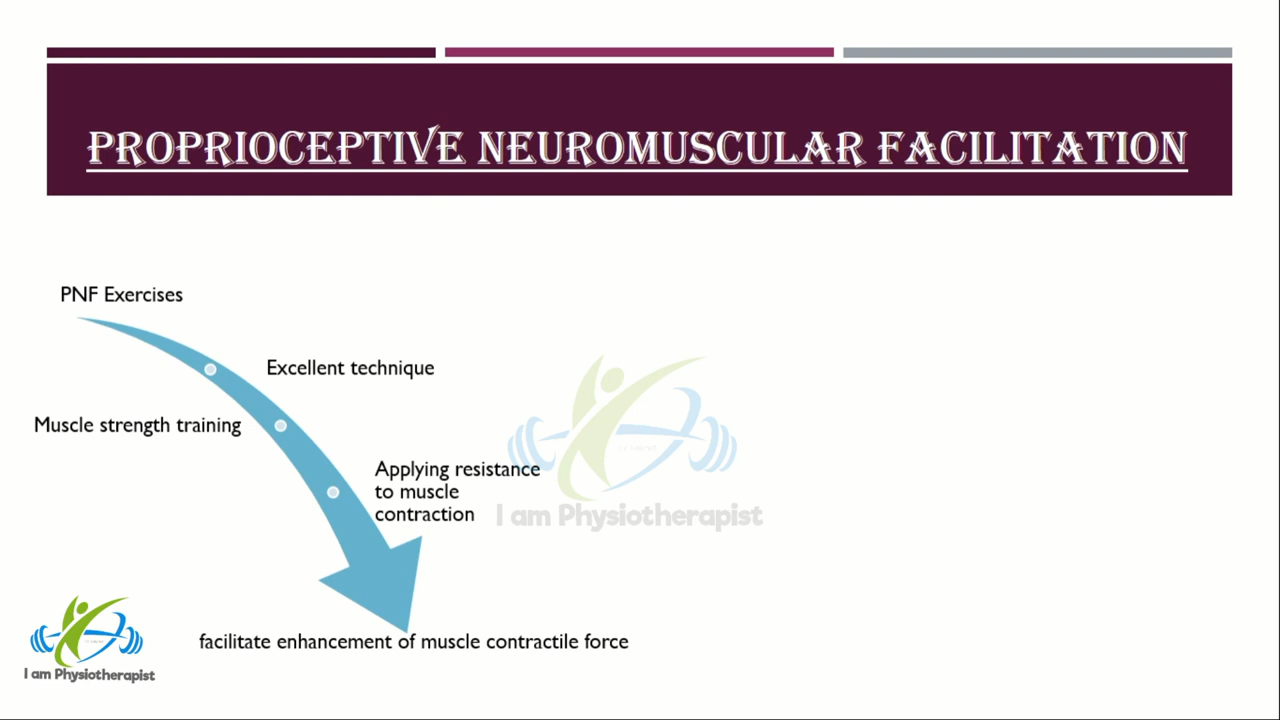 PROPRIOCEPTIVE NEUROMUSCULAR FACILITATION
PNF Exercises
Excellent technique
Muscle strength training
Applying resistance
to muscle
contraction
I am Physiotherapist
facilitate enhancement of muscle contractile force
I am Physiotherapist